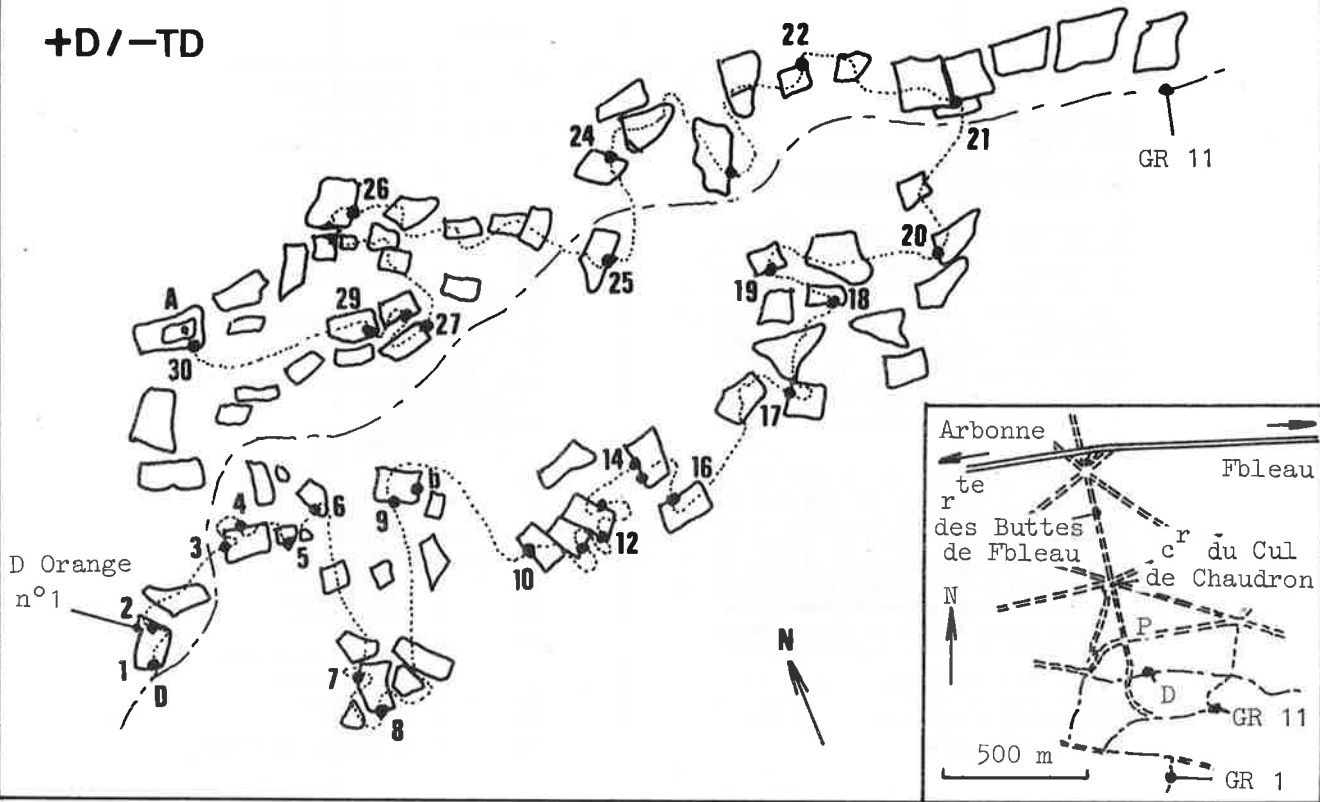 +D/-TD
22
24
21
GR 11
26
20
25
19
18
A
29
27
30
17
4
14
16
6
b
9
3
5
12
10
D Orange
n°1
2
1
D
7
8
N
Arbonne
Fbleau
rte
des Buttes
de Fbleau
cr du Cul
de Chaudron
N
P
D
GR 11
500 m
GR 1